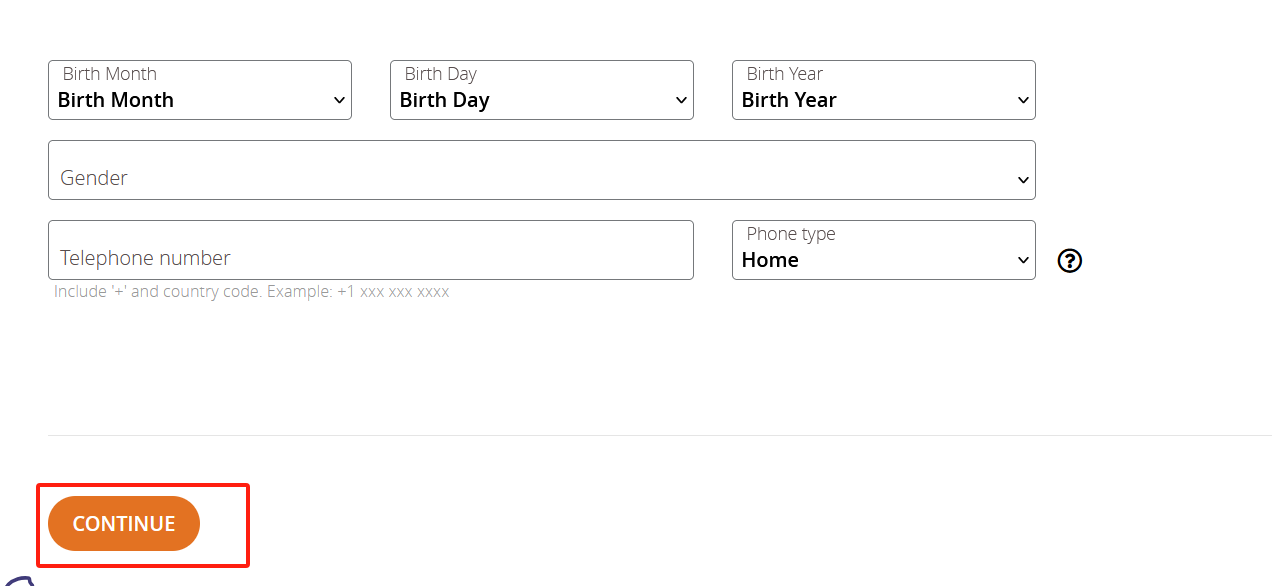 Birth Month Birth Day Birth Year
Birth Month Birth Day Birth Year
Gender
Phone type
Telephone number Home ?
Include '+' and country code. Example: +1 xxx xxx xxxx
CONTINUE